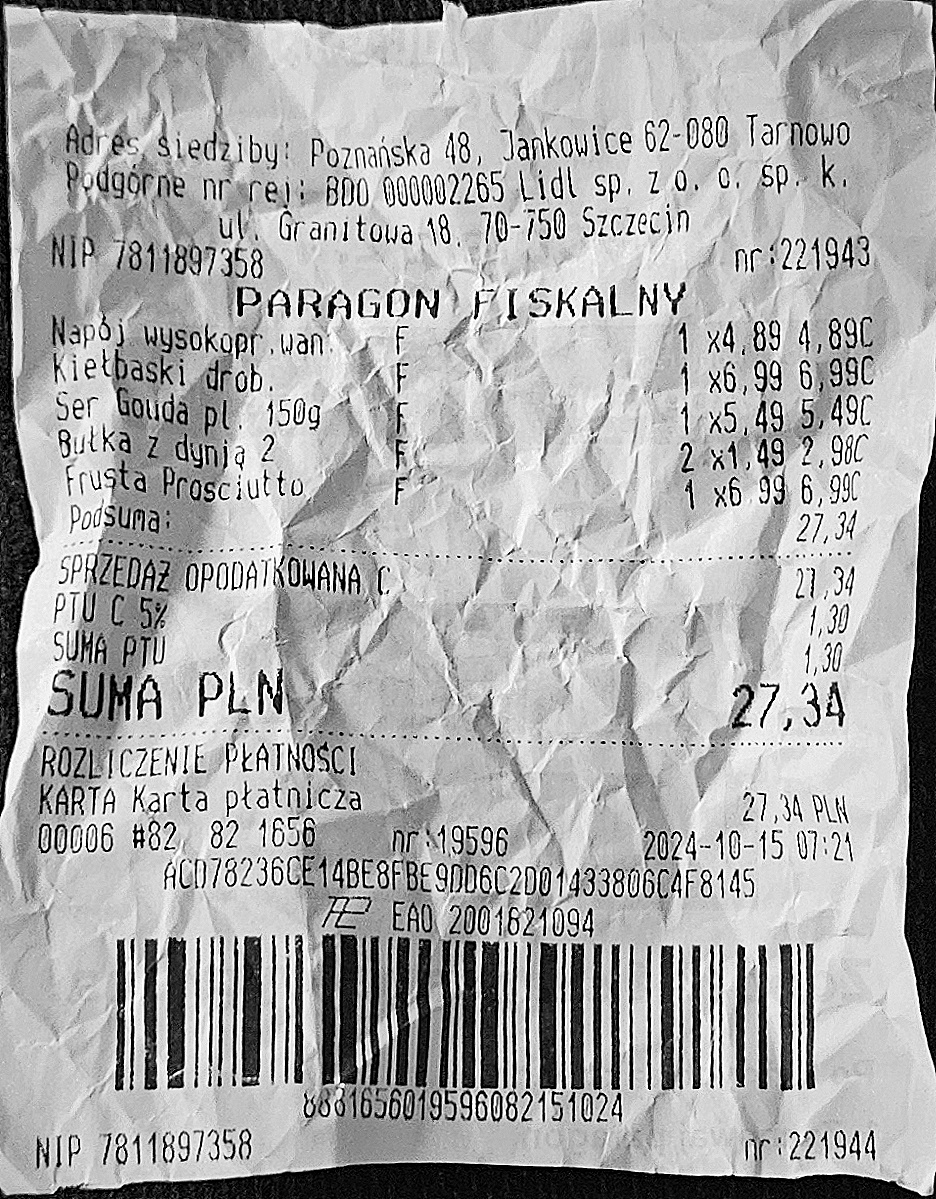 Adres siedziby: Poznańska 48, Jankowice 62-080 Tarnowo
Podgórne nr rej: BDO 000002265 Lidl sp. z o. o. sp. k.
ul. Granitowa 18, 70-750 Szczecin
NIP 7811897358 nr:221943
PARAGON FISKALNY
Napój wysokopr.wan. F 1 x4,89 4,89C
Kiełbaski drob. F 1 x6,99 6,99C
Ser Gouda pl. 150g F 1 x5,49 5,49C
Bułka z dynią 2 F 2 x1,49 2,98C
Frusta Prosciutto F 1 x6,99 6,99C
Podsuma: 27,34
SPRZEDAŻ OPODATKOWANA C 27,34
PTU C 5% 1,30
SUMA PTU 1,30
SUMA PLN 27,34
ROZLICZENIE PŁATNOŚCI
KARTA Karta płatnicza 27,34 PLN
00006 #82 82 1656 nr:19596 2024-10-15 07:21
ACD78236CE14BE8FBE9DD6C2D01433806C4F8145
EAO 2001821094
8881656019596082151024
NIP 7811897358 nr:221944